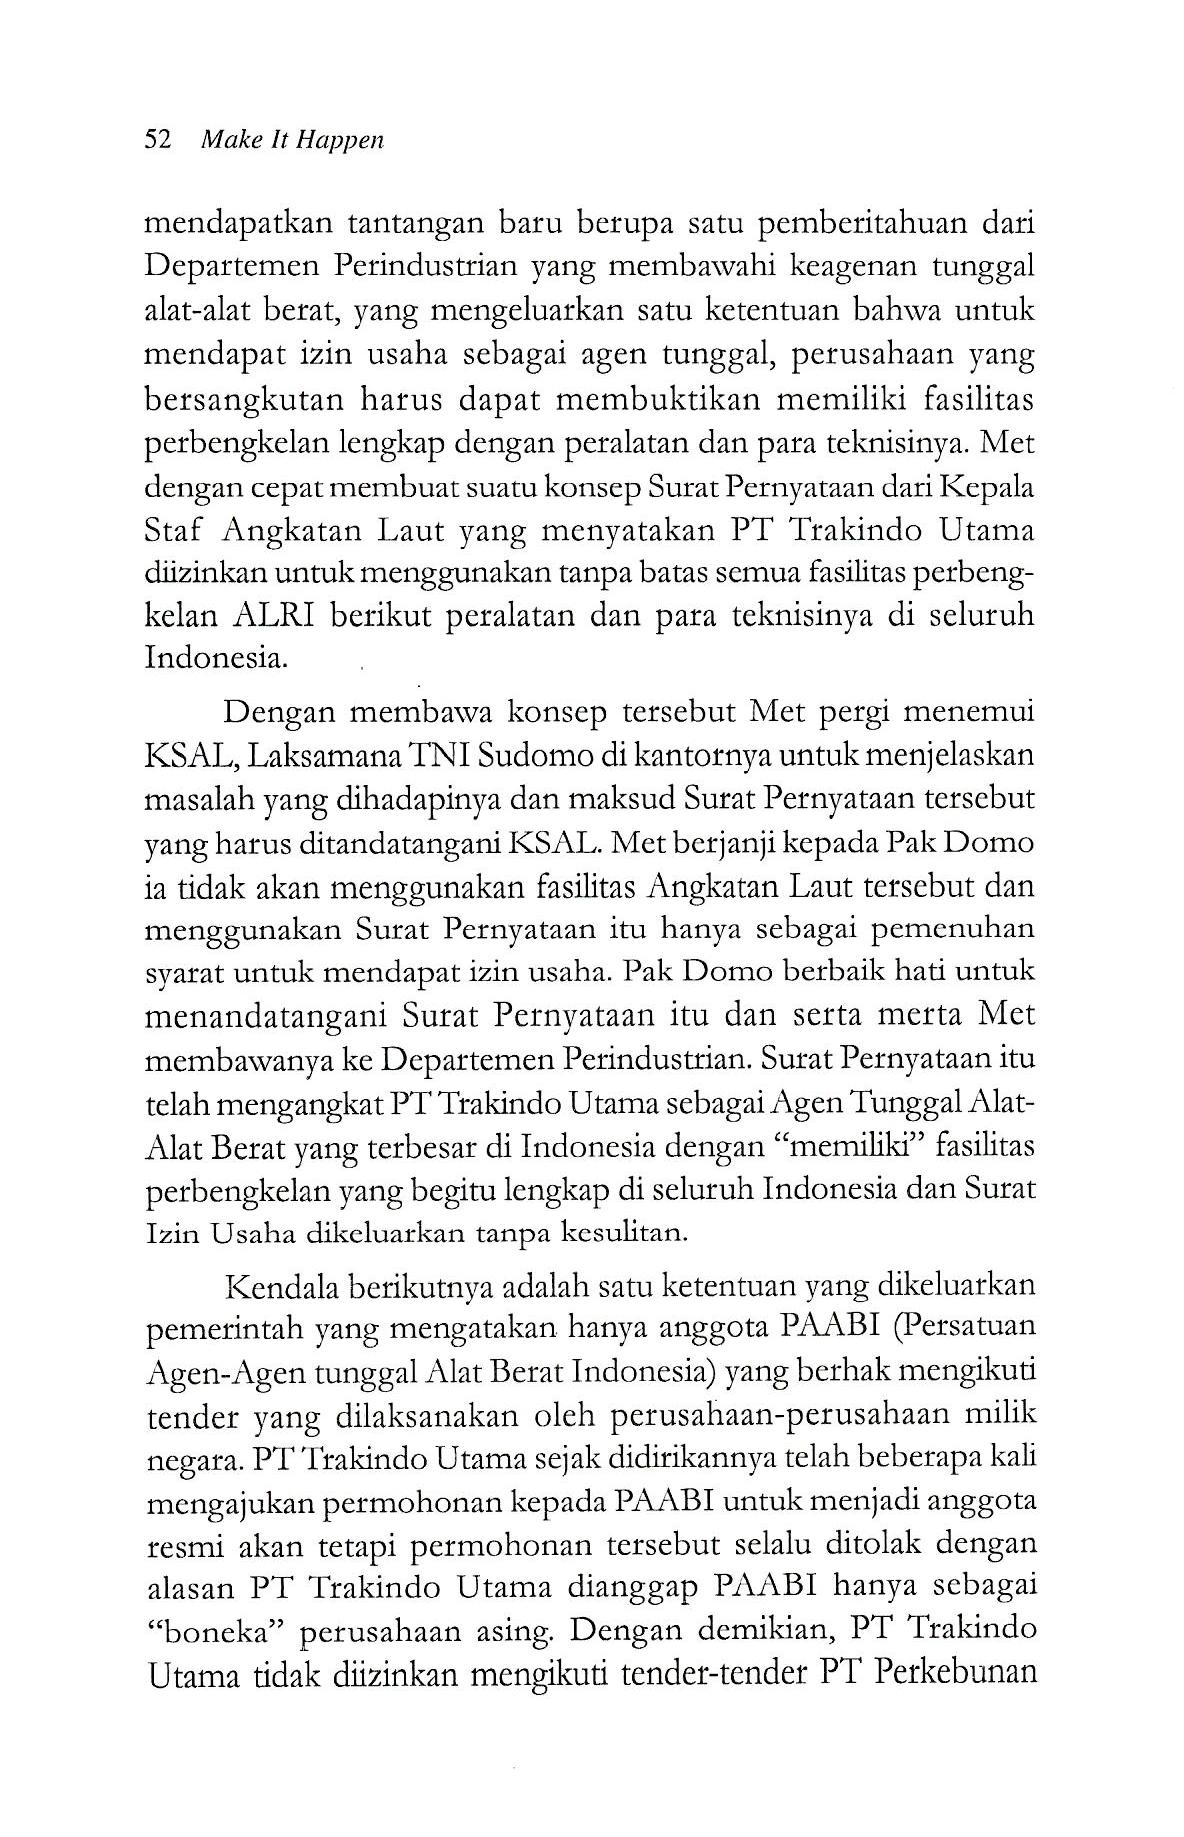 52 Make It Happen
mendapatkan tantangan baru berupa satu pemberitahuan dari
Departemen Perindustrian yang membawahi keagenan tunggal
alat-alat berat, yang mengeluarkan satu ketentuan bahwa untuk
mendapat izin usaha sebagai agen tunggal, perusahaan yang
bersangkutan harus dapat membuktikan memiliki fasilitas
perbengkelan lengkap dengan peralatan dan para teknisinya. Met
dengan cepat membuat suatu konsep Surat Pernyataan dari Kepala
Staf Angkatan Laut yang menyatakan PT Trakindo Utama
diizinkan untuk menggunakan tanpa batas semua fasilitas perbeng-
kelan ALRI berikut peralatan dan para teknisinya di seluruh
Indonesia.
Dengan membawa konsep tersebut Met pergi menemui
KSAL, Laksamana TNI Sudomo di kantornya untuk menjelaskan
masalah yang dihadapinya dan maksud Surat Pernyataan tersebut
yang harus ditandatangani KSAL. Met berjanji kepada Pak Domo
ia tidak akan menggunakan fasilitas Angkatan Laut tersebut dan
menggunakan Surat Pernyataan itu hanya sebagai pemenuhan
syarat untuk mendapat izin usaha. Pak Domo berbaik hati untuk
menandatangani Surat Pernyataan itu dan serta merta Met
membawanya ke Departemen Perindustrian. Surat Pernyataan itu
telah mengangkat PT Trakindo Utama sebagai Agen Tunggal Alat-
Alat Berat yang terbesar di Indonesia dengan “memiliki” fasilitas
perbengkelan yang begitu lengkap di seluruh Indonesia dan Surat
Izin Usaha dikeluarkan tanpa kesulitan.
Kendala berikutnya adalah satu ketentuan yang dikeluarkan
pemerintah yang mengatakan hanya anggota PAABI (Persatuan
Agen-Agen tunggal Alat Berat Indonesia) yang berhak mengikuti
tender yang dilaksanakan oleh perusahaan-perusahaan milik
negara. PT Trakindo Utama sejak didirikannya telah beberapa kali
mengajukan permohonan kepada PAABI untuk menjadi anggota
resmi akan tetapi permohonan tersebut selalu ditolak dengan
alasan PT Trakindo Utama dianggap PAABI hanya sebagai
“boneka” perusahaan asing. Dengan demikian, PT Trakindo
Utama tidak diizinkan mengikuti tender-tender PT Perkebunan